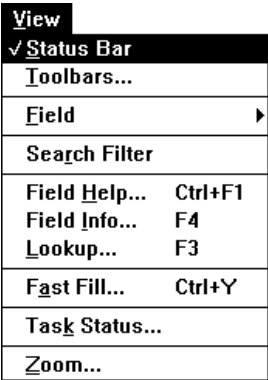 View
✓ Status Bar
Toolbars...
Field
Search Filter
Field Help... Ctrl+F1
Field Info... F4
Lookup... F3
Fast Fill... Ctrl+Y
Task Status...
Zoom...